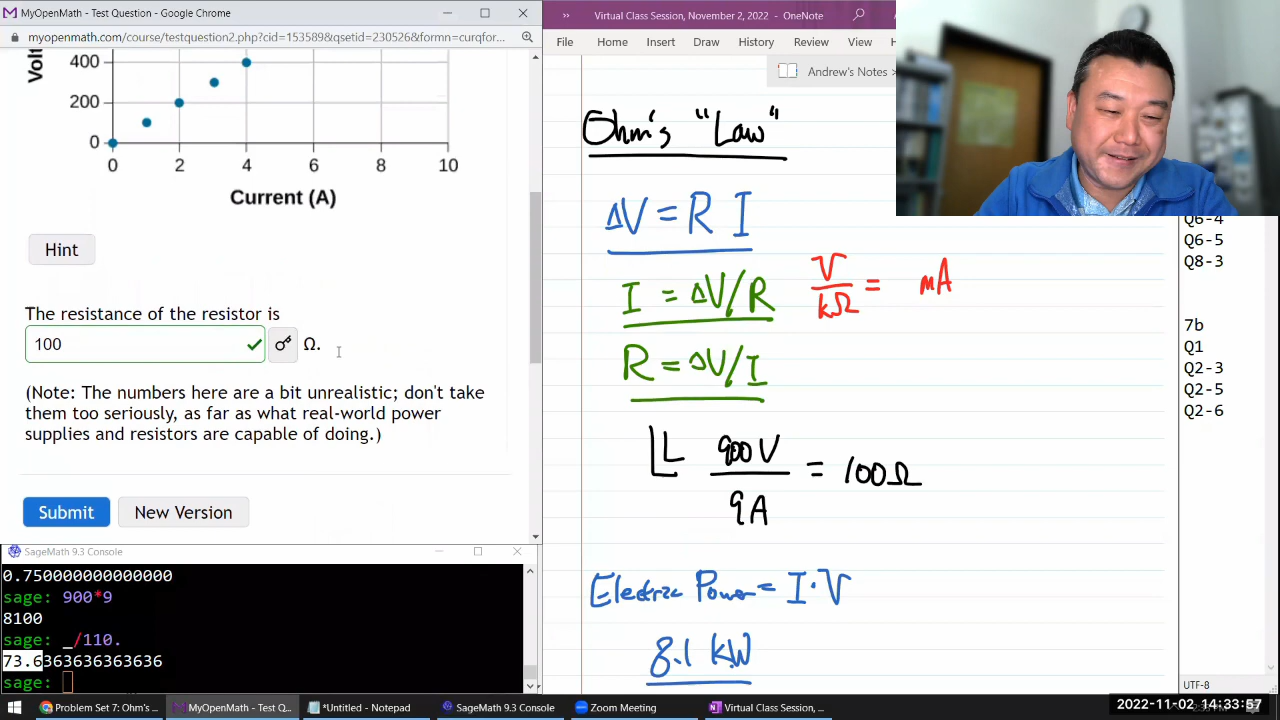 MyOpenMath - Test Question - Google Chrome
myopenmath.com/course/testquestion2.php?cid=153589&qsetid=230526&formn=curqfor...
Volt
400
200
0
0 2 4 6 8 10
Current (A)
Hint
The resistance of the resistor is
100 Ω.
(Note: The numbers here are a bit unrealistic; don't take
them too seriously, as far as what real-world power
supplies and resistors are capable of doing.)
Submit New Version
SageMath 9.3 Console
0.750000000000000
sage: 900*9
8100
sage: _/110.
73.6363636363636
sage:
Virtual Class Session, November 2, 2022 - OneNote
File Home Insert Draw History Review View
Andrew's Notes >
Ohm's "Law"
ΔV = R I
I = ΔV/R V/kΩ = mA
R = ΔV/I
900V / 9A = 100Ω
Electric Power = I·V
8.1 kW
Q6-4
Q6-5
Q8-3
7b
Q1
Q2-3
Q2-5
Q2-6
UTF-8
Problem Set 7: Ohm's ... MyOpenMath - Test Q... *Untitled - Notepad SageMath 9.3 Console Zoom Meeting Virtual Class Session, ...
2022-11-02 14:33:57